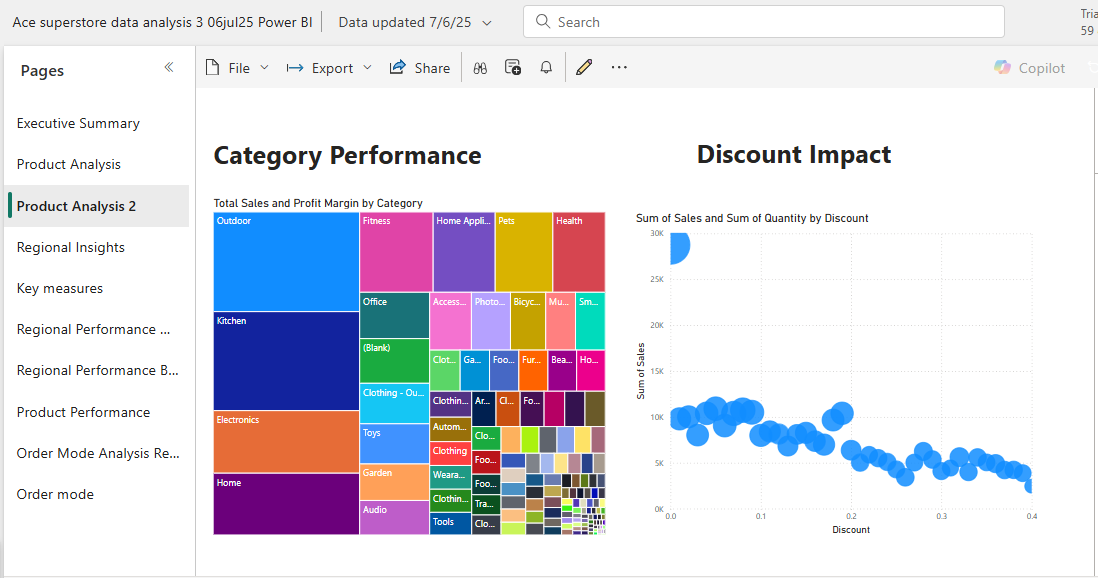 Ace superstore data analysis 3 06jul25 Power BI
Data updated 7/6/25
Search
Tria
59
Pages
File
Export
Share
Copilot
Executive Summary
Product Analysis
Product Analysis 2
Regional Insights
Key measures
Regional Performance ...
Regional Performance B...
Product Performance
Order Mode Analysis Re...
Order mode
Category Performance
Total Sales and Profit Margin by Category
Outdoor
Kitchen
Electronics
Home
Fitness
Home Appli...
Pets
Health
Office
(Blank)
Clothing - Ou...
Toys
Garden
Audio
Access...
Photo...
Bicyc...
Mu...
Sm...
Clot...
Ga...
Foo...
Fur...
Bea...
Ho...
Clothin...
Autom...
Clothing
Weara...
Clothin...
Tools
Ar...
Cl...
Fo...
Clo...
Foo...
Foo...
Tra...
Clo...
Discount Impact
Sum of Sales and Sum of Quantity by Discount
Sum of Sales
30K
25K
20K
15K
10K
5K
0K
0.0
0.1
0.2
0.3
0.4
Discount